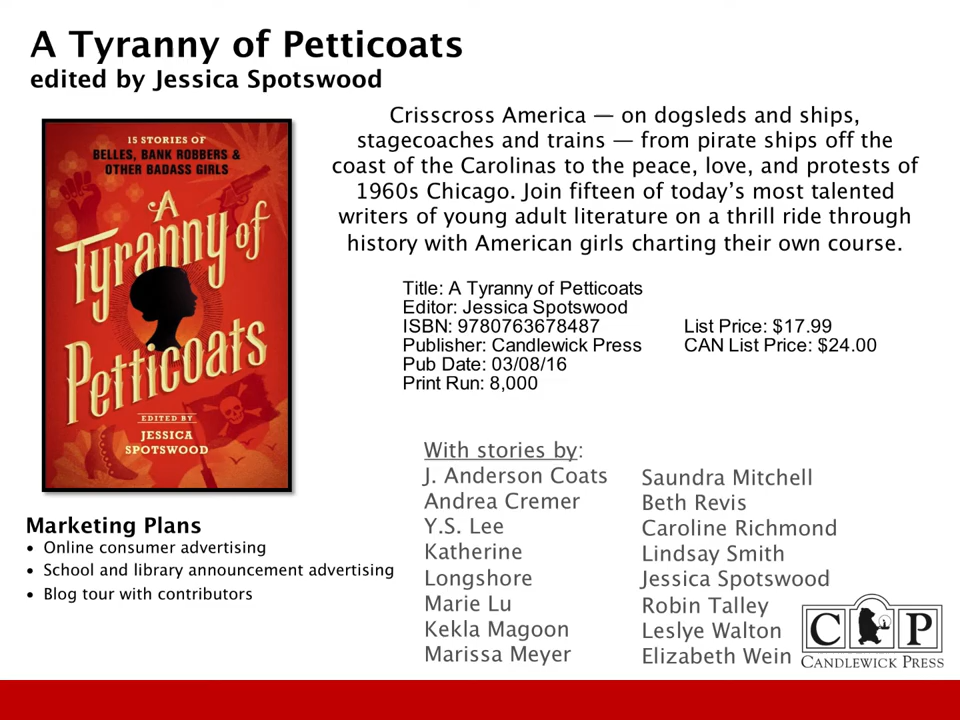 A Tyranny of Petticoats
edited by Jessica Spotswood
Crisscross America — on dogsleds and ships,
stagecoaches and trains — from pirate ships off the
coast of the Carolinas to the peace, love, and protests of
1960s Chicago. Join fifteen of today’s most talented
writers of young adult literature on a thrill ride through
history with American girls charting their own course.
15 STORIES OF
BELLES, BANK ROBBERS &
OTHER BADASS GIRLS
A
Tyranny of
Petticoats
EDITED BY
JESSICA
SPOTSWOOD
Title: A Tyranny of Petticoats
Editor: Jessica Spotswood
ISBN: 9780763678487
Publisher: Candlewick Press
Pub Date: 03/08/16
Print Run: 8,000
List Price: $17.99
CAN List Price: $24.00
Marketing Plans
• Online consumer advertising
• School and library announcement advertising
• Blog tour with contributors
With stories by:
J. Anderson Coats
Andrea Cremer
Y.S. Lee
Katherine
Longshore
Marie Lu
Kekla Magoon
Marissa Meyer
Saundra Mitchell
Beth Revis
Caroline Richmond
Lindsay Smith
Jessica Spotswood
Robin Talley
Leslye Walton
Elizabeth Wein
C P
CANDLEWICK PRESS